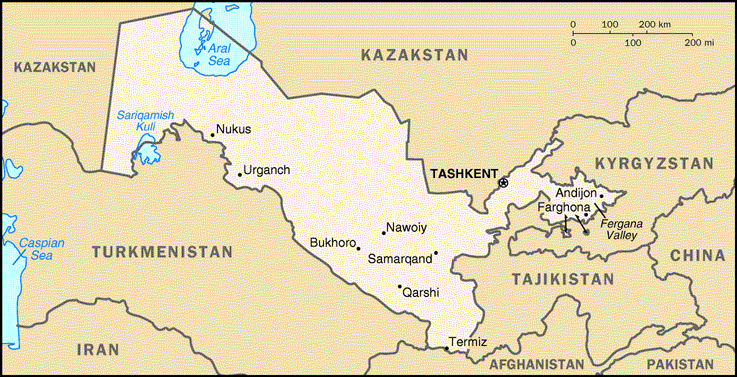 0 100 200 km
0 100 200 mi
Aral
Sea
KAZAKSTAN
KAZAKSTAN
Sariqamish
Kuli
Nukus
Urganch
TASHKENT
KYRGYZSTAN
Andijon
Farghona
Fergana
Valley
Nawoiy
Bukhoro
Samarqand
Caspian
Sea
TURKMENISTAN
CHINA
TAJIKISTAN
Qarshi
Termiz
IRAN
AFGHANISTAN
PAKISTAN